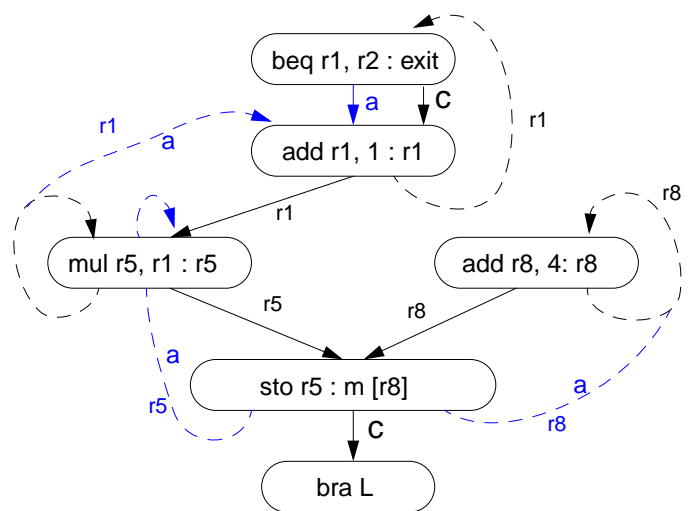 beq r1, r2 : exit
a
C
r1
r1
a
add r1, 1 : r1
r1
r8
mul r5, r1 : r5
add r8, 4: r8
r5
r8
a
r5
sto r5 : m [r8]
a
r8
C
bra L